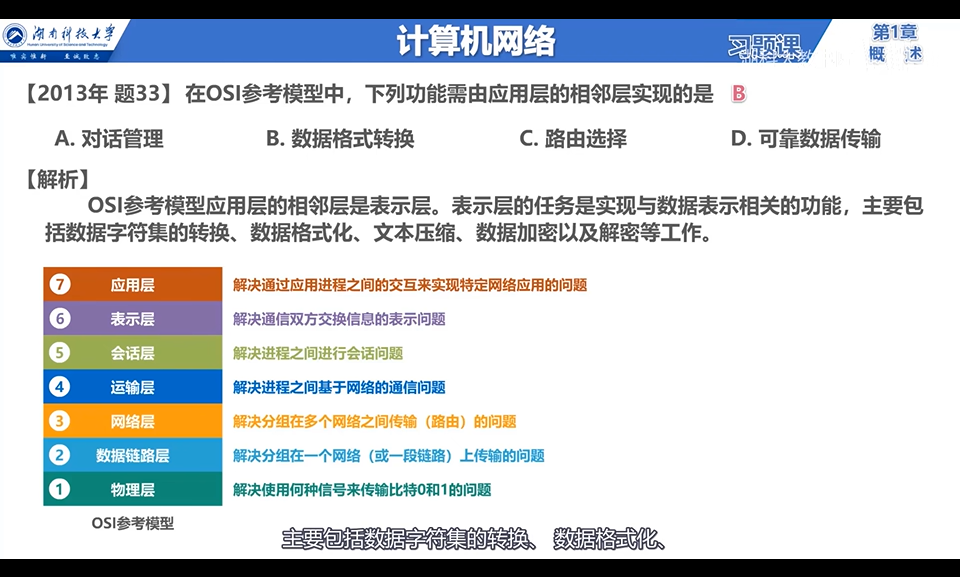 湖南科技大学
Hunan University of Science and Technology
唯实惟新 至诚致志
计算机网络
习题课
第1章
概 述
【2013年 题33】 在OSI参考模型中，下列功能需由应用层的相邻层实现的是 B
A. 对话管理 B. 数据格式转换 C. 路由选择 D. 可靠数据传输
【解析】
OSI参考模型应用层的相邻层是表示层。表示层的任务是实现与数据表示相关的功能，主要包
括数据字符集的转换、数据格式化、文本压缩、数据加密以及解密等工作。
7 应用层 解决通过应用进程之间的交互来实现特定网络应用的问题
6 表示层 解决通信双方交换信息的表示问题
5 会话层 解决进程之间进行会话问题
4 运输层 解决进程之间基于网络的通信问题
3 网络层 解决分组在多个网络之间传输（路由）的问题
2 数据链路层 解决分组在一个网络（或一段链路）上传输的问题
1 物理层 解决使用何种信号来传输比特0和1的问题
OSI参考模型
主要包括数据字符集的转换、 数据格式化、